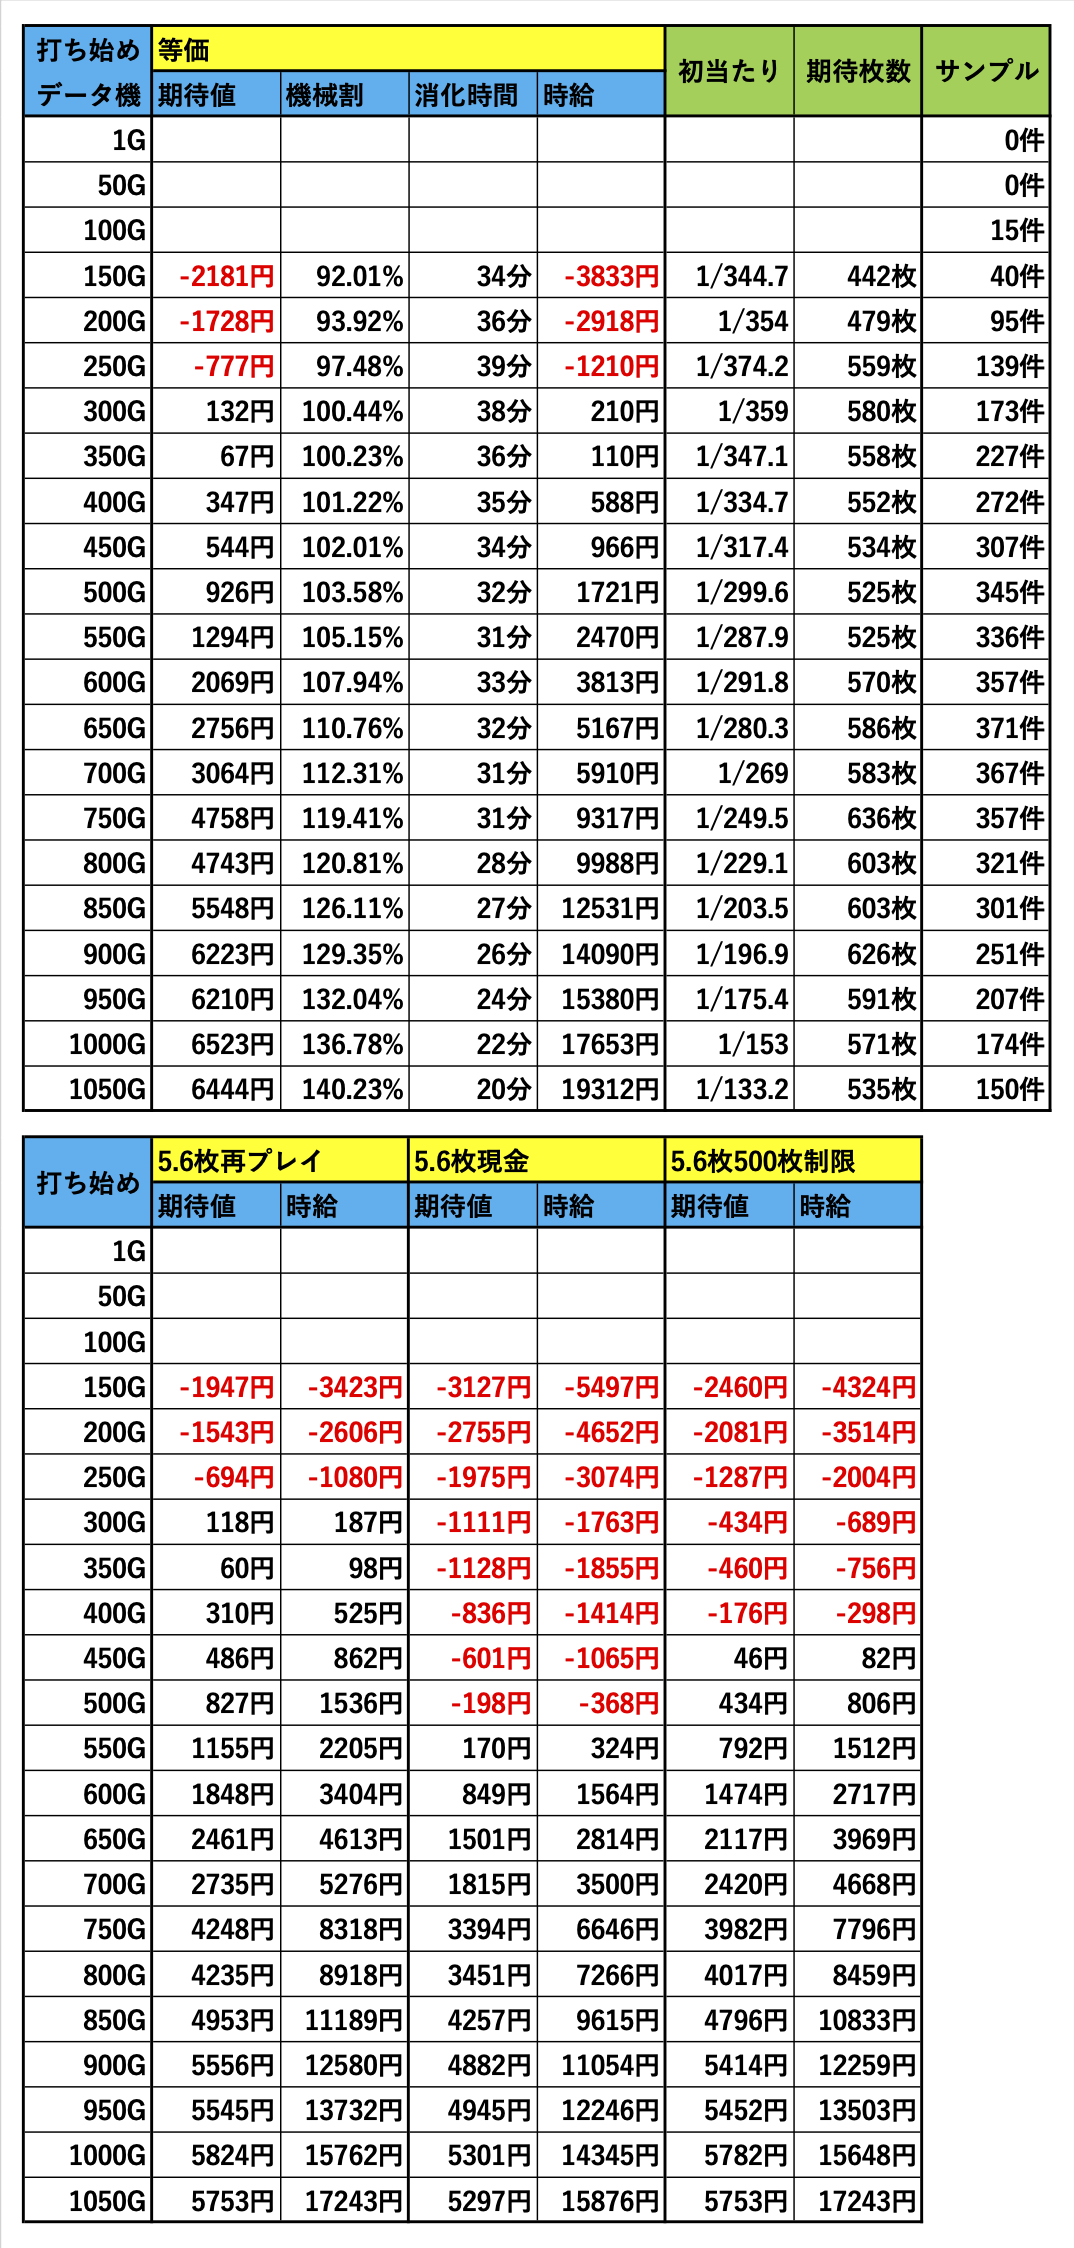 打ち始め 等価 初当たり 期待枚数 サンプル
データ機 期待値 機械割 消化時間 時給
1G 0件
50G 0件
100G 15件
150G -2181円 92.01% 34分 -3833円 1/344.7 442枚 40件
200G -1728円 93.92% 36分 -2918円 1/354 479枚 95件
250G -777円 97.48% 39分 -1210円 1/374.2 559枚 139件
300G 132円 100.44% 38分 210円 1/359 580枚 173件
350G 67円 100.23% 36分 110円 1/347.1 558枚 227件
400G 347円 101.22% 35分 588円 1/334.7 552枚 272件
450G 544円 102.01% 34分 966円 1/317.4 534枚 307件
500G 926円 103.58% 32分 1721円 1/299.6 525枚 345件
550G 1294円 105.15% 31分 2470円 1/287.9 525枚 336件
600G 2069円 107.94% 33分 3813円 1/291.8 570枚 357件
650G 2756円 110.76% 32分 5167円 1/280.3 586枚 371件
700G 3064円 112.31% 31分 5910円 1/269 583枚 367件
750G 4758円 119.41% 31分 9317円 1/249.5 636枚 357件
800G 4743円 120.81% 28分 9988円 1/229.1 603枚 321件
850G 5548円 126.11% 27分 12531円 1/203.5 603枚 301件
900G 6223円 129.35% 26分 14090円 1/196.9 626枚 251件
950G 6210円 132.04% 24分 15380円 1/175.4 591枚 207件
1000G 6523円 136.78% 22分 17653円 1/153 571枚 174件
1050G 6444円 140.23% 20分 19312円 1/133.2 535枚 150件
打ち始め 5.6枚再プレイ 5.6枚現金 5.6枚500枚制限
期待値 時給 期待値 時給 期待値 時給
1G
50G
100G
150G -1947円 -3423円 -3127円 -5497円 -2460円 -4324円
200G -1543円 -2606円 -2755円 -4652円 -2081円 -3514円
250G -694円 -1080円 -1975円 -3074円 -1287円 -2004円
300G 118円 187円 -1111円 -1763円 -434円 -689円
350G 60円 98円 -1128円 -1855円 -460円 -756円
400G 310円 525円 -836円 -1414円 -176円 -298円
450G 486円 862円 -601円 -1065円 46円 82円
500G 827円 1536円 -198円 -368円 434円 806円
550G 1155円 2205円 170円 324円 792円 1512円
600G 1848円 3404円 849円 1564円 1474円 2717円
650G 2461円 4613円 1501円 2814円 2117円 3969円
700G 2735円 5276円 1815円 3500円 2420円 4668円
750G 4248円 8318円 3394円 6646円 3982円 7796円
800G 4235円 8918円 3451円 7266円 4017円 8459円
850G 4953円 11189円 4257円 9615円 4796円 10833円
900G 5556円 12580円 4882円 11054円 5414円 12259円
950G 5545円 13732円 4945円 12246円 5452円 13503円
1000G 5824円 15762円 5301円 14345円 5782円 15648円
1050G 5753円 17243円 5297円 15876円 5753円 17243円